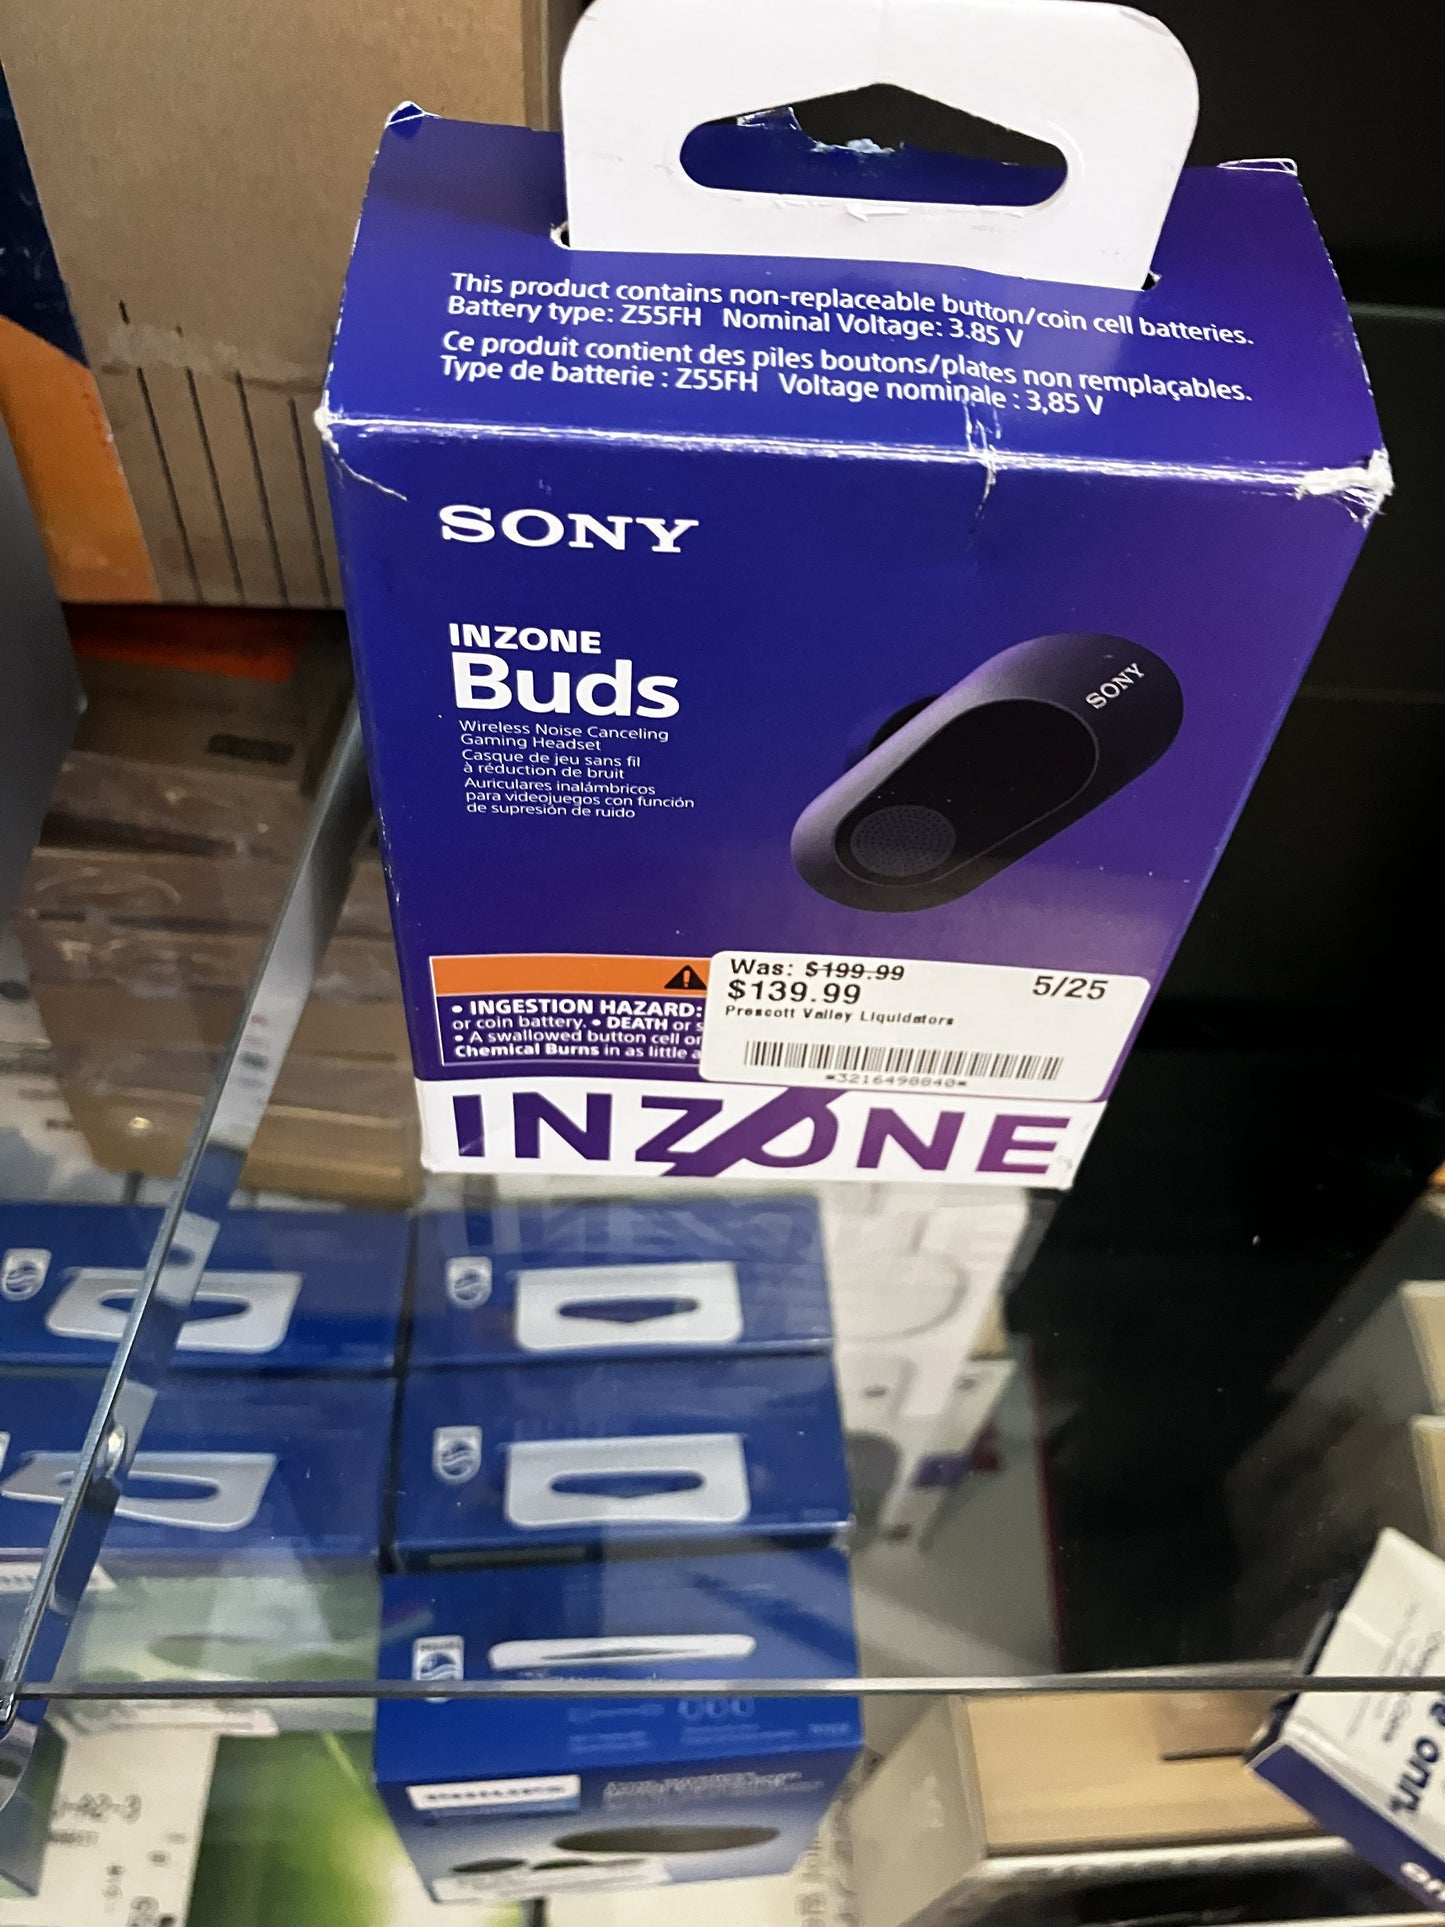 This product contains non-replaceable button/coin cell batteries.
Battery type: Z55FH Nominal Voltage: 3.85 V
Ce produit contient des piles boutons/plates non remplaçables.
Type de batterie : Z55FH Voltage nominale : 3,85 V
SONY
INZONE
Buds
Wireless Noise Canceling
Gaming Headset
Casque de jeu sans fil
à réduction de bruit
Auriculares inalámbricos
para videojuegos con función
de supresión de ruido
SONY
• INGESTION HAZARD:
or coin battery. • DEATH or s
• A swallowed button cell or
Chemical Burns in as little a
Was: $199.99
5/25
$139.99
Prescott Valley Liquidators
*3216498840*
INZONE
onn.